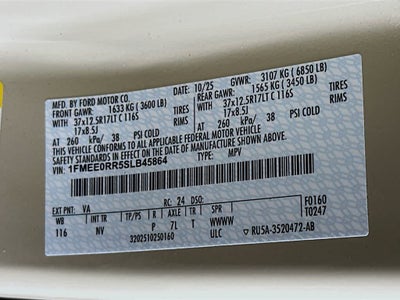 MFD. BY FORD MOTOR CO. 10/25 GVWR: 3107 KG ( 6850 LB)
FRONT GAWR: 1633 KG ( 3600 LB) REAR GAWR: 1565 KG ( 3450 LB)
WITH 37x12.5R17LT C 116S TIRES WITH 37x12.5R17LT C 116S TIRES
17x8.5J RIMS 17x8.5J RIMS
AT 260 kPa/ 38 PSI COLD AT 260 kPa/ 38 PSI COLD
THIS VEHICLE CONFORMS TO ALL APPLICABLE FEDERAL MOTOR VEHICLE SAFETY
STANDARDS IN EFFECT ON THE DATE OF MANUFACTURE SHOWN ABOVE.
VIN: 1FMEE0RR5SLB45864 TYPE: MPV
EXT PNT: VA RC: 24 DSO: F0160
WB INT TR TP/PS R AXLE TR SPR T0247
116 NV P 7L T WWWW
3202510250160 ULC RU5A-3520472-AB